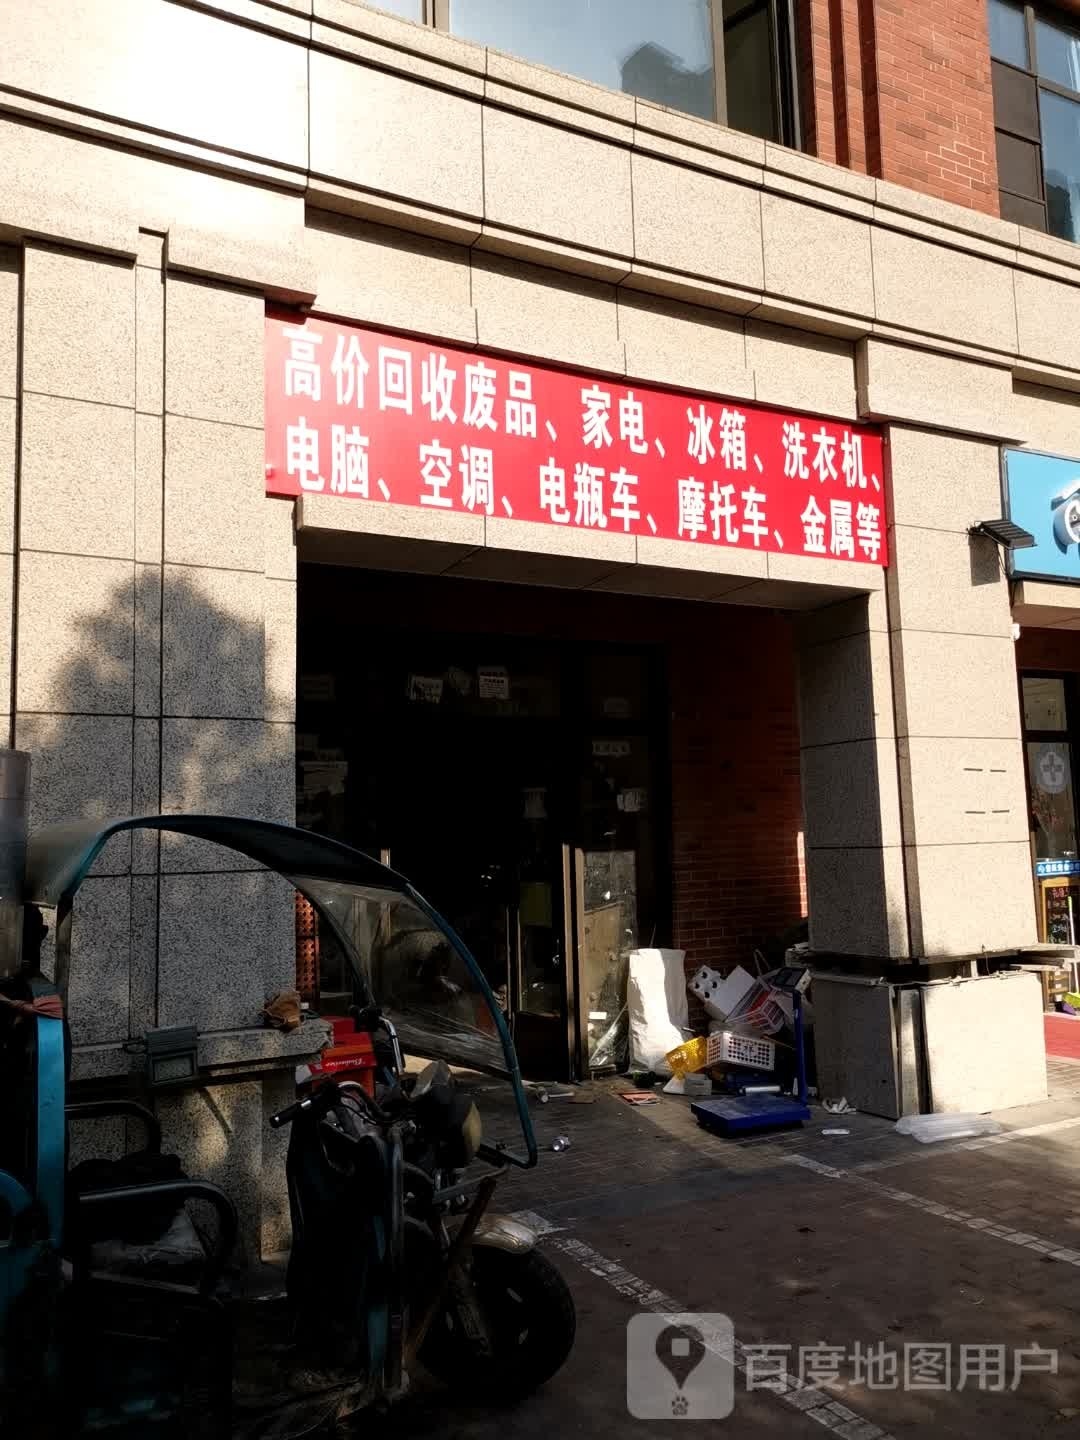 高价回收废品、家电、冰箱、洗衣机、
电脑、空调、电瓶车、摩托车、金属等
百度地图用户